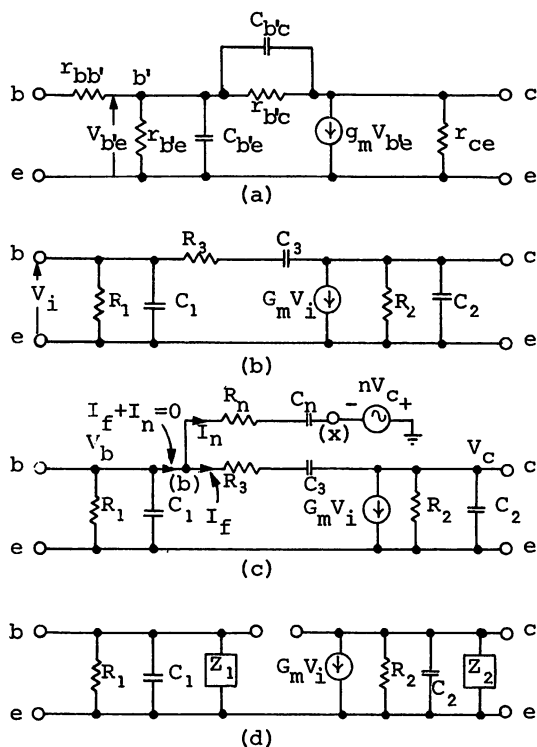 C_b'c
r_bb' b' r_b'c
b c
V_b'e r_b'e C_b'e g_m V_b'e r_ce
e e
(a)
b R_3 C_3 c
V_i R_1 C_1 G_m V_i R_2 C_2
e e
(b)
I_f+I_n=0 R_n C_n - nV_c +
I_n (x)
b V_b (b) R_3 C_3 V_c c
R_1 C_1 I_f G_m V_i R_2 C_2
e e
(c)
b c
R_1 C_1 Z_1 G_m V_i R_2 C_2 Z_2
e e
(d)